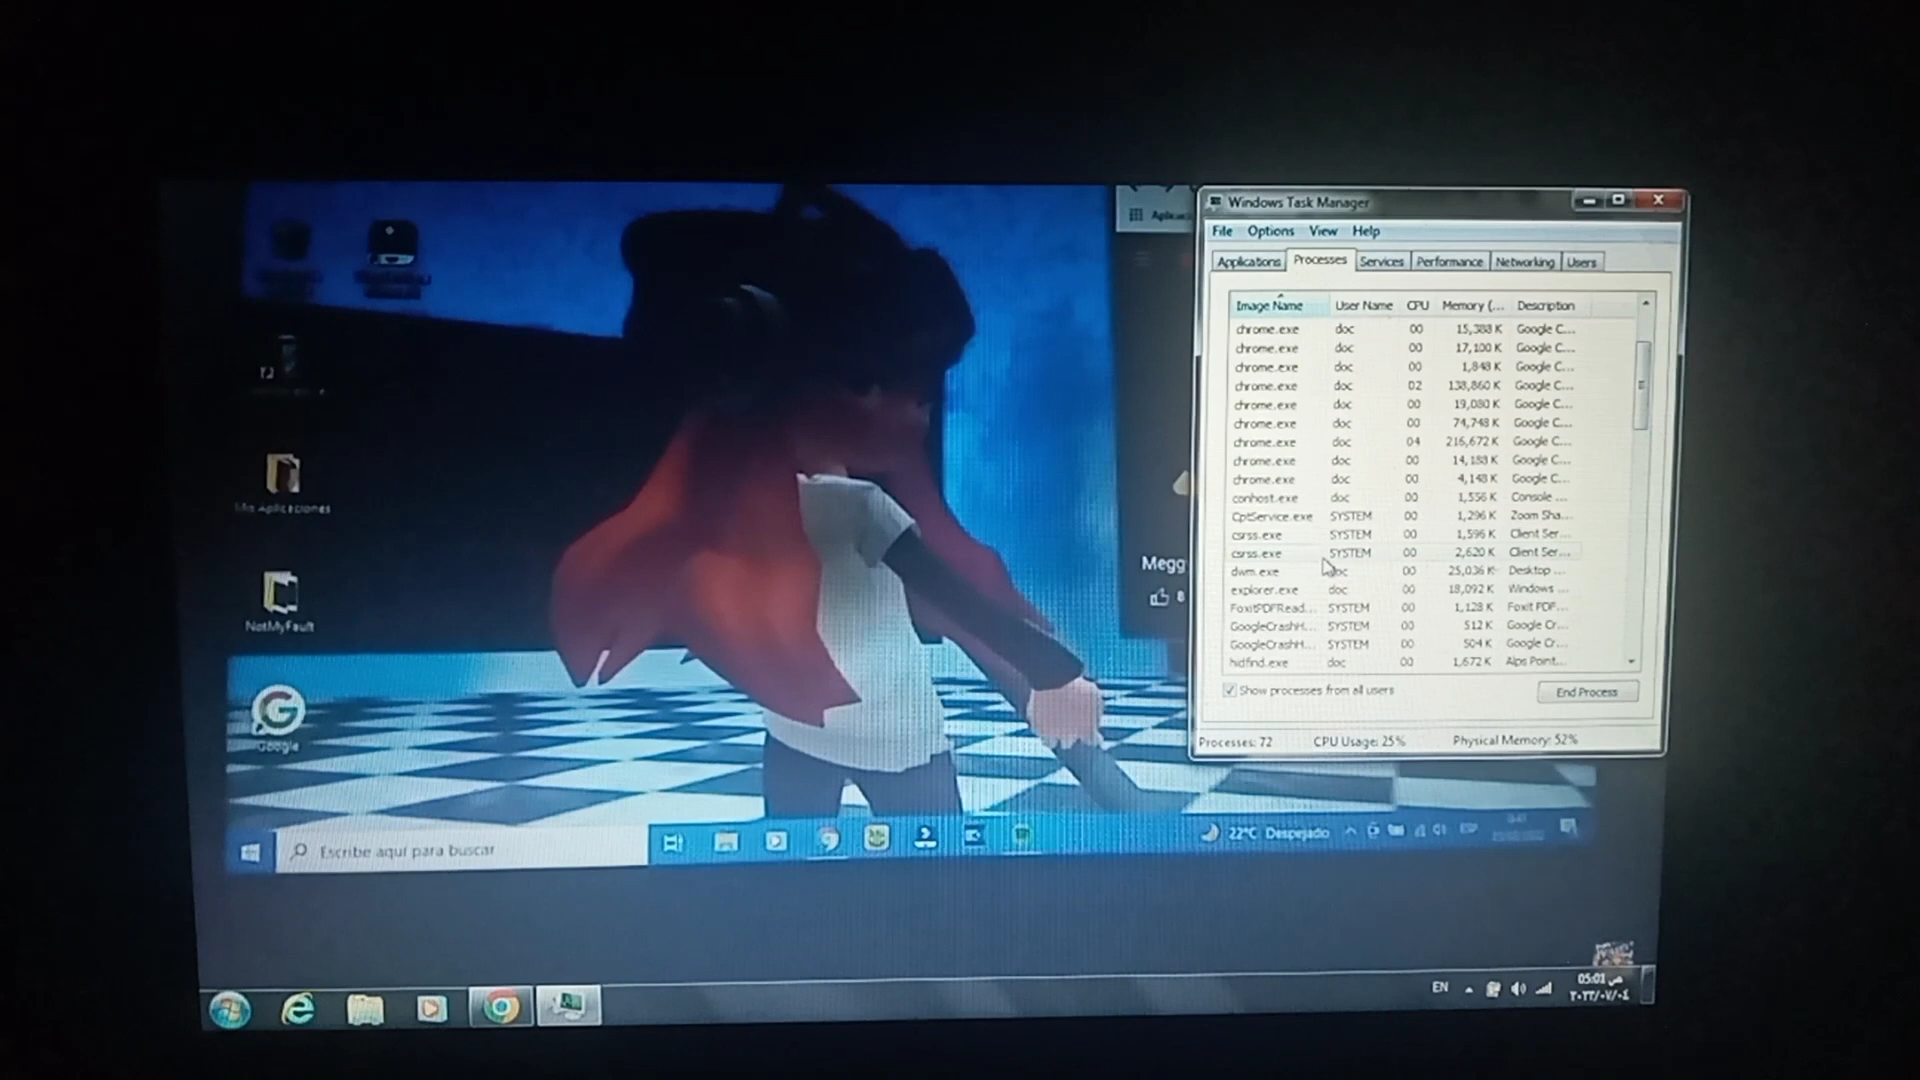 Mis Aplicaciones
NotMyFault
Google
Escribe aquí para buscar
22°C Despejado
Megg
8
Windows Task Manager
File Options View Help
Applications Processes Services Performance Networking Users
Image Name User Name CPU Memory (... Description
chrome.exe doc 00 15,388 K Google C...
chrome.exe doc 00 17,100 K Google C...
chrome.exe doc 00 1,848 K Google C...
chrome.exe doc 02 138,860 K Google C...
chrome.exe doc 00 19,080 K Google C...
chrome.exe doc 00 74,748 K Google C...
chrome.exe doc 04 216,672 K Google C...
chrome.exe doc 00 14,188 K Google C...
chrome.exe doc 00 4,148 K Google C...
conhost.exe doc 00 1,556 K Console ...
CptService.exe SYSTEM 00 1,296 K Zoom Sha...
csrss.exe SYSTEM 00 1,596 K Client Ser...
csrss.exe SYSTEM 00 2,620 K Client Ser...
dwm.exe doc 00 25,036 K Desktop ...
explorer.exe doc 00 18,092 K Windows ...
FoxitPDFRead... SYSTEM 00 1,128 K Foxit PDF...
GoogleCrashH... SYSTEM 00 512 K Google Cr...
GoogleCrashH... SYSTEM 00 504 K Google Cr...
hidfind.exe doc 00 1,672 K Alps Point...
Show processes from all users End Process
Processes: 72 CPU Usage: 25% Physical Memory: 52%
EN
05:01 ص
٢٠٢٣/٠٧/٠٤